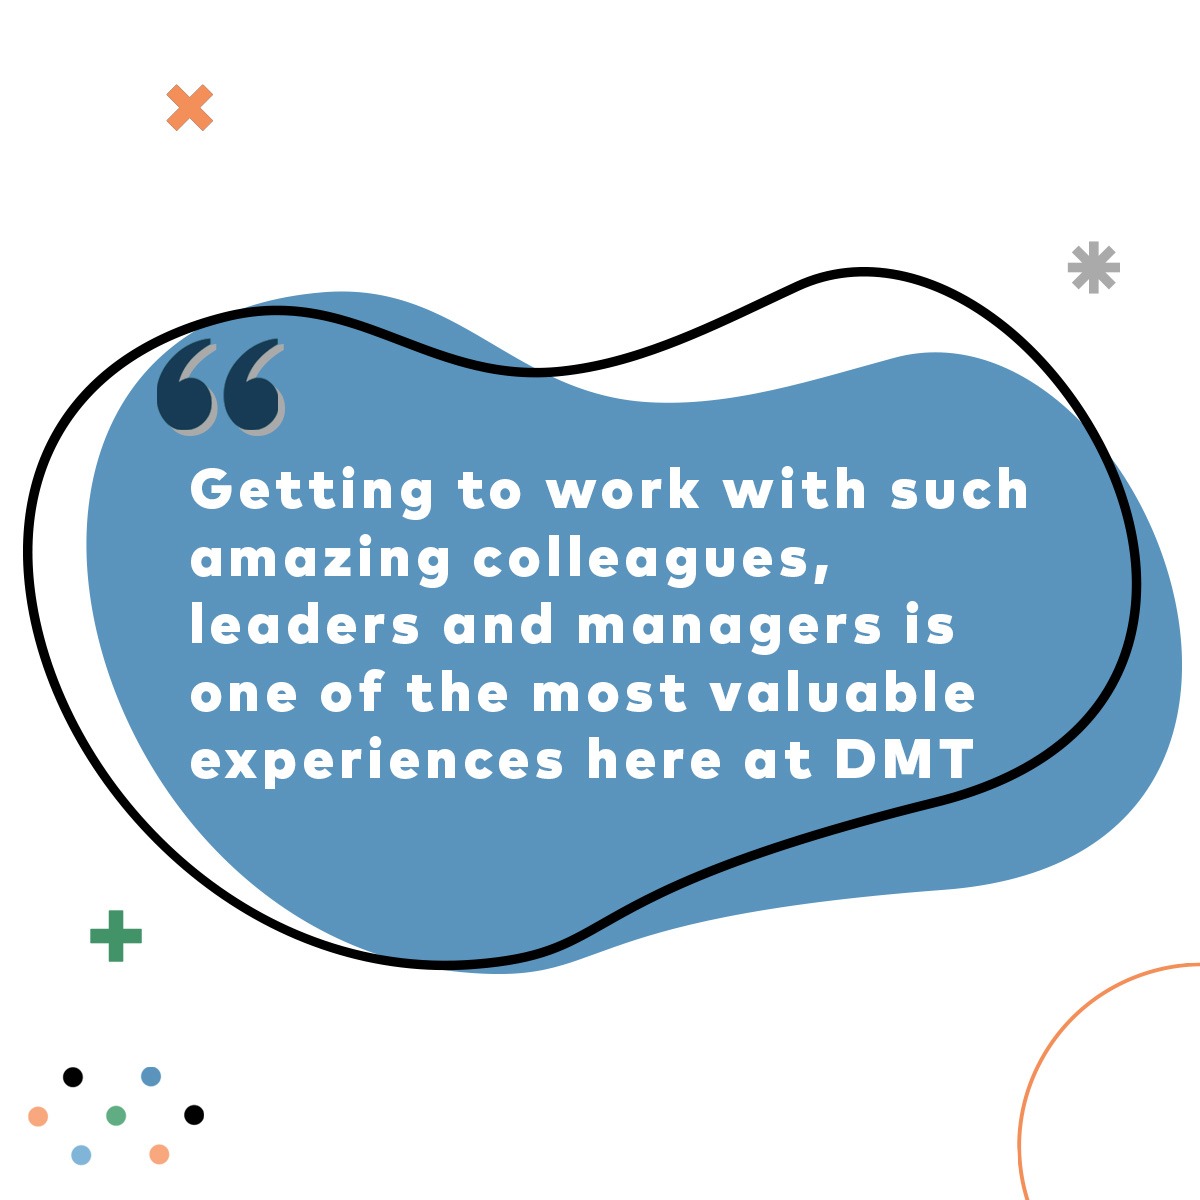 “
Getting to work with such
amazing colleagues,
leaders and managers is
one of the most valuable
experiences here at DMT